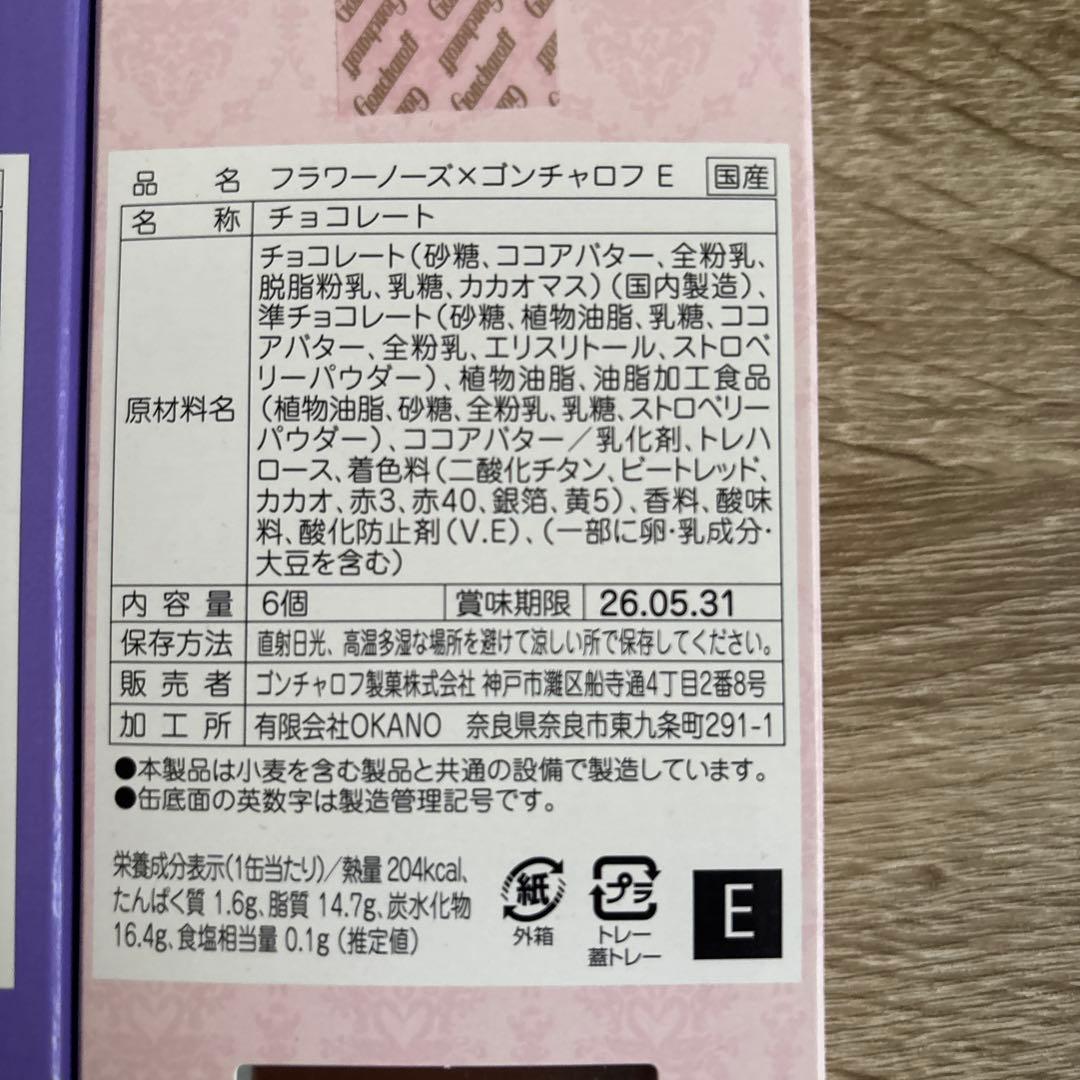 Goncharoff
Goncharoff
品名 フラワーノーズ×ゴンチャロフ E 国産
名称 チョコレート
原材料名
チョコレート(砂糖、ココアバター、全粉乳、
脱脂粉乳、乳糖、カカオマス)(国内製造)、
準チョコレート(砂糖、植物油脂、乳糖、ココ
アバター、全粉乳、エリスリトール、ストロベ
リーパウダー)、植物油脂、油脂加工食品
(植物油脂、砂糖、全粉乳、乳糖、ストロベリー
パウダー)、ココアバター/乳化剤、トレハ
ロース、着色料(二酸化チタン、ビートレッド、
カカオ、赤3、赤40、銀箔、黄5)、香料、酸味
料、酸化防止剤(V.E)、(一部に卵・乳成分・
大豆を含む)
内容量 6個 賞味期限 26.05.31
保存方法 直射日光、高温多湿な場所を避けて涼しい所で保存してください。
販売者 ゴンチャロフ製菓株式会社 神戸市灘区船寺通4丁目2番8号
加工所 有限会社OKANO 奈良県奈良市東九条町291-1
●本製品は小麦を含む製品と共通の設備で製造しています。
●缶底面の英数字は製造管理記号です。
栄養成分表示(1缶当たり)/熱量 204kcal、
たんぱく質 1.6g、脂質 14.7g、炭水化物
16.4g、食塩相当量 0.1g(推定値)
紙
外箱
プラ
トレー
蓋トレー
E